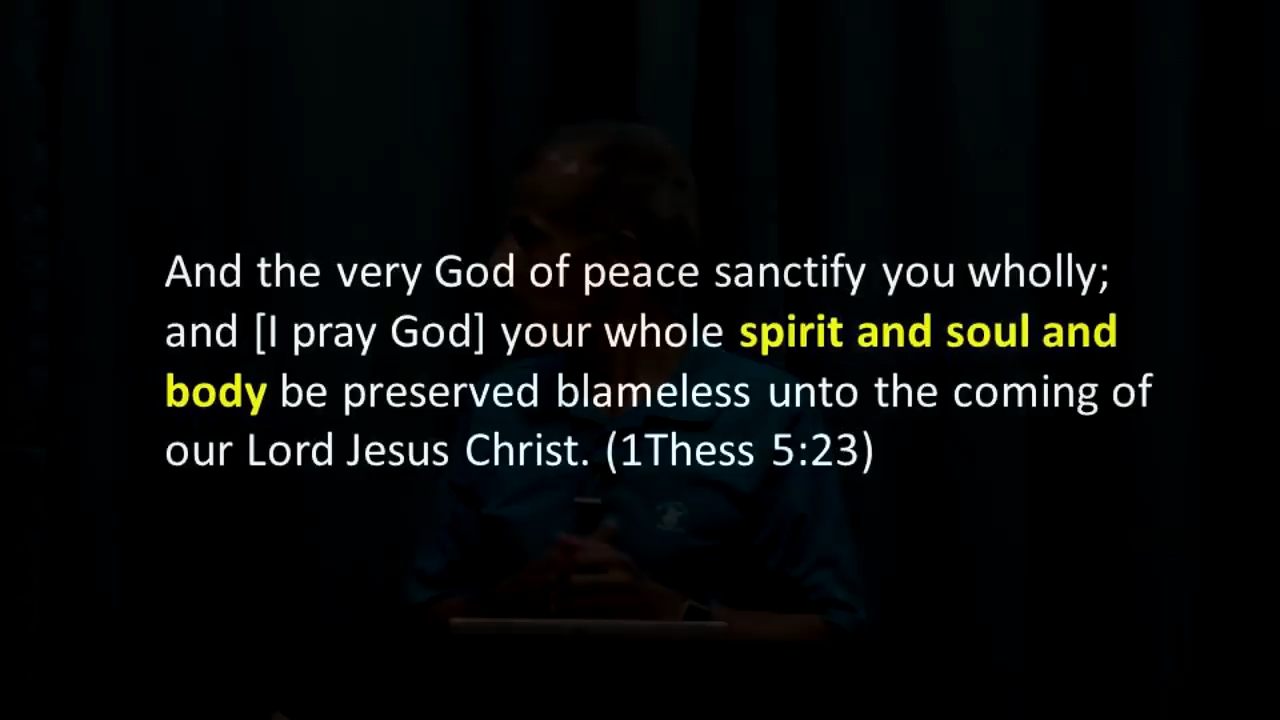 And the very God of peace sanctify you wholly;
and [I pray God] your whole spirit and soul and
body be preserved blameless unto the coming of
our Lord Jesus Christ. (1Thess 5:23)